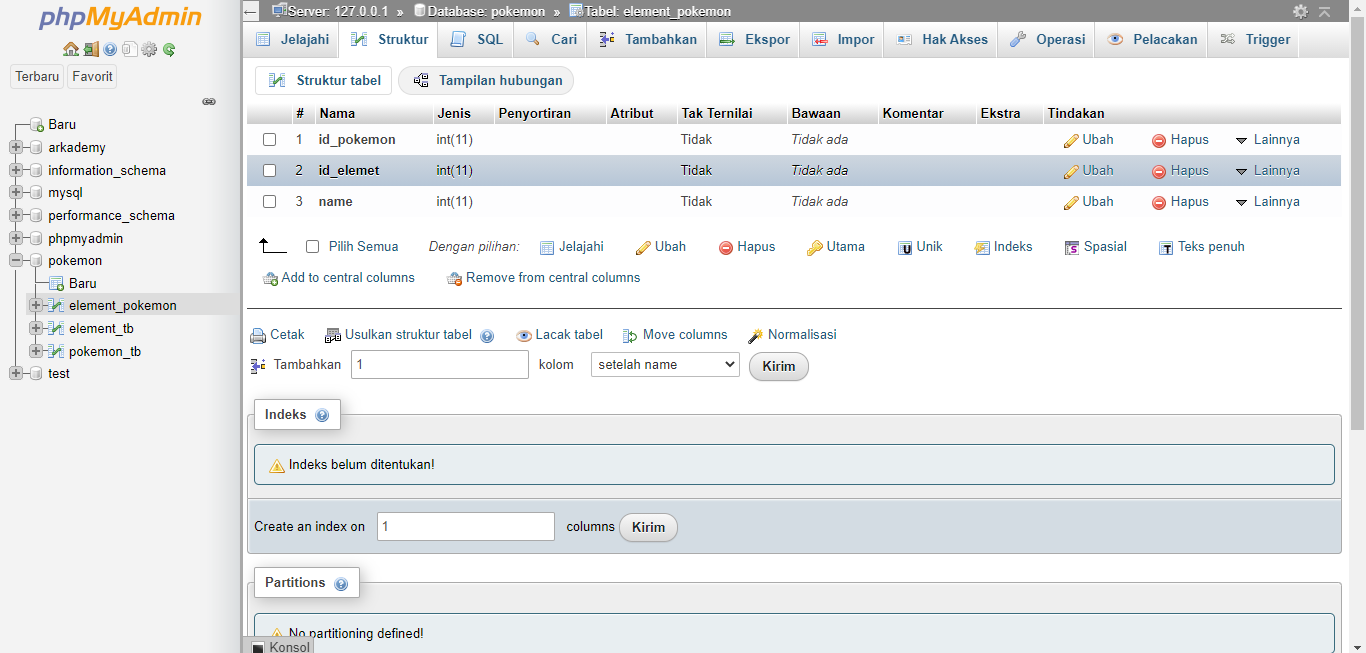 phpMyAdmin
Terbaru Favorit
Baru
arkademy
information_schema
mysql
performance_schema
phpmyadmin
pokemon
Baru
element_pokemon
element_tb
pokemon_tb
test
Server: 127.0.0.1 » Database: pokemon » Tabel: element_pokemon
Jelajahi Struktur SQL Cari Tambahkan Ekspor Impor Hak Akses Operasi Pelacakan Trigger
Struktur tabel Tampilan hubungan
# Nama Jenis Penyortiran Atribut Tak Ternilai Bawaan Komentar Ekstra Tindakan
1 id_pokemon int(11) Tidak Tidak ada Ubah Hapus Lainnya
2 id_elemet int(11) Tidak Tidak ada Ubah Hapus Lainnya
3 name int(11) Tidak Tidak ada Ubah Hapus Lainnya
Pilih Semua Dengan pilihan: Jelajahi Ubah Hapus Utama Unik Indeks Spasial Teks penuh
Add to central columns Remove from central columns
Cetak Usulkan struktur tabel Lacak tabel Move columns Normalisasi
Tambahkan 1 kolom setelah name Kirim
Indeks
Indeks belum ditentukan!
Create an index on 1 columns Kirim
Partitions
No partitioning defined!
Konsol